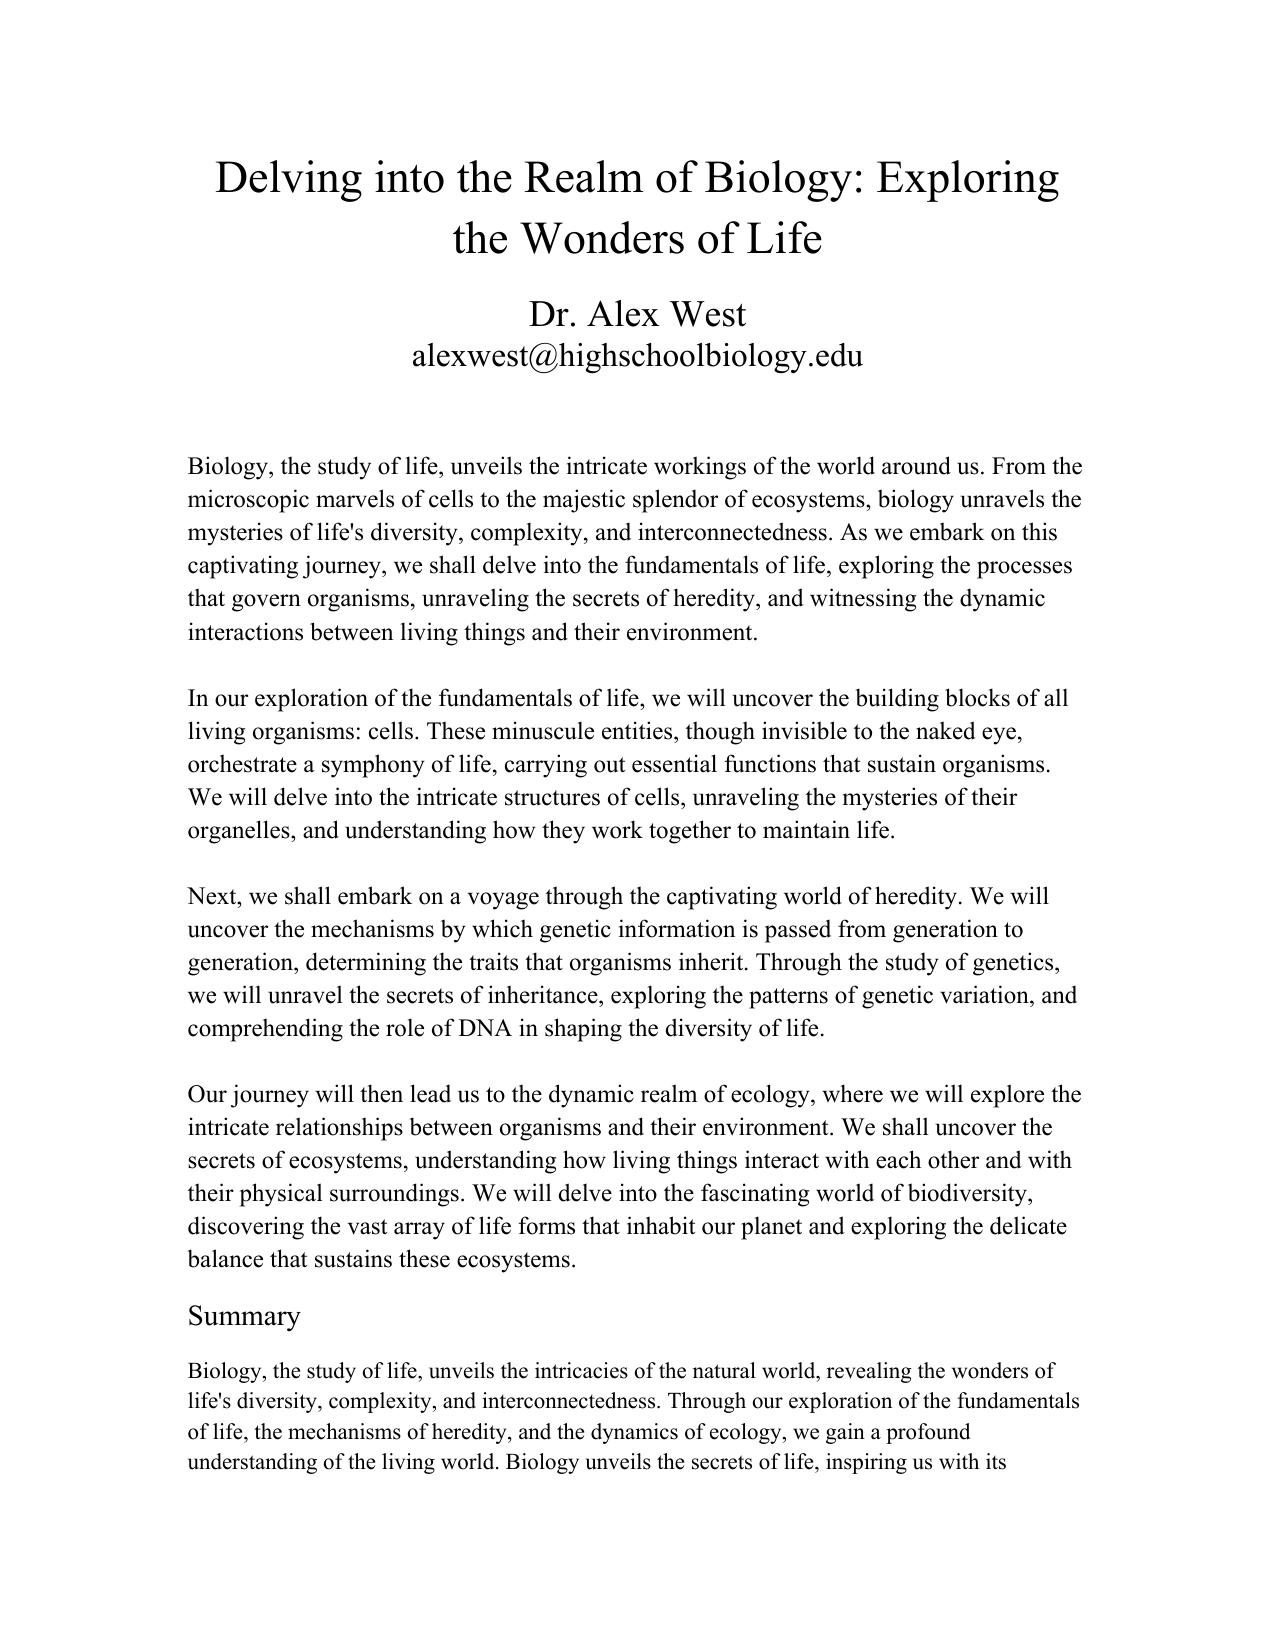 Delving into the Realm of Biology: Exploring
the Wonders of Life
Dr. Alex West
alexwest@highschoolbiology.edu
Biology, the study of life, unveils the intricate workings of the world around us. From the
microscopic marvels of cells to the majestic splendor of ecosystems, biology unravels the
mysteries of life's diversity, complexity, and interconnectedness. As we embark on this
captivating journey, we shall delve into the fundamentals of life, exploring the processes
that govern organisms, unraveling the secrets of heredity, and witnessing the dynamic
interactions between living things and their environment.
In our exploration of the fundamentals of life, we will uncover the building blocks of all
living organisms: cells. These minuscule entities, though invisible to the naked eye,
orchestrate a symphony of life, carrying out essential functions that sustain organisms.
We will delve into the intricate structures of cells, unraveling the mysteries of their
organelles, and understanding how they work together to maintain life.
Next, we shall embark on a voyage through the captivating world of heredity. We will
uncover the mechanisms by which genetic information is passed from generation to
generation, determining the traits that organisms inherit. Through the study of genetics,
we will unravel the secrets of inheritance, exploring the patterns of genetic variation, and
comprehending the role of DNA in shaping the diversity of life.
Our journey will then lead us to the dynamic realm of ecology, where we will explore the
intricate relationships between organisms and their environment. We shall uncover the
secrets of ecosystems, understanding how living things interact with each other and with
their physical surroundings. We will delve into the fascinating world of biodiversity,
discovering the vast array of life forms that inhabit our planet and exploring the delicate
balance that sustains these ecosystems.
Summary
Biology, the study of life, unveils the intricacies of the natural world, revealing the wonders of
life's diversity, complexity, and interconnectedness. Through our exploration of the fundamentals
of life, the mechanisms of heredity, and the dynamics of ecology, we gain a profound
understanding of the living world. Biology unveils the secrets of life, inspiring us with its